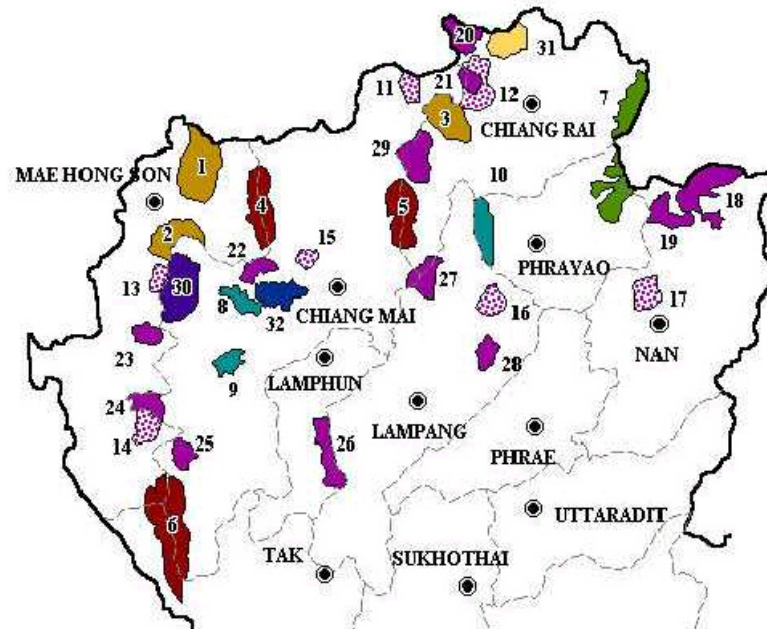 20
31
11
21
12
7
3
CHIANG RAI
29
1
MAE HONG SON
10
4
5
18
19
2
15
22
PHRAYAO
13
30
27
8
CHIANG MAI
16
17
32
23
NAN
28
9
LAMPHUN
24
LAMPANG
14
25
26
PHRAE
6
UTTARADIT
TAK
SUKHOTHAI